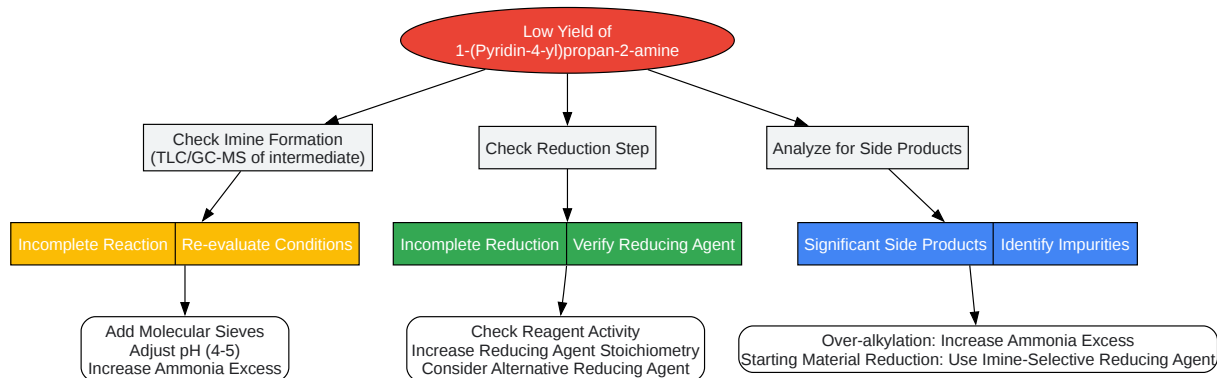 Low Yield of
1-(Pyridin-4-yl)propan-2-amine
Check Imine Formation
(TLC/GC-MS of intermediate)
Check Reduction Step
Analyze for Side Products
Incomplete Reaction
Re-evaluate Conditions
Incomplete Reduction
Verify Reducing Agent
Significant Side Products
Identify Impurities
Add Molecular Sieves
Adjust pH (4-5)
Increase Ammonia Excess
Check Reagent Activity
Increase Reducing Agent Stoichiometry
Consider Alternative Reducing Agent
Over-alkylation: Increase Ammonia Excess
Starting Material Reduction: Use Imine-Selective Reducing Agent